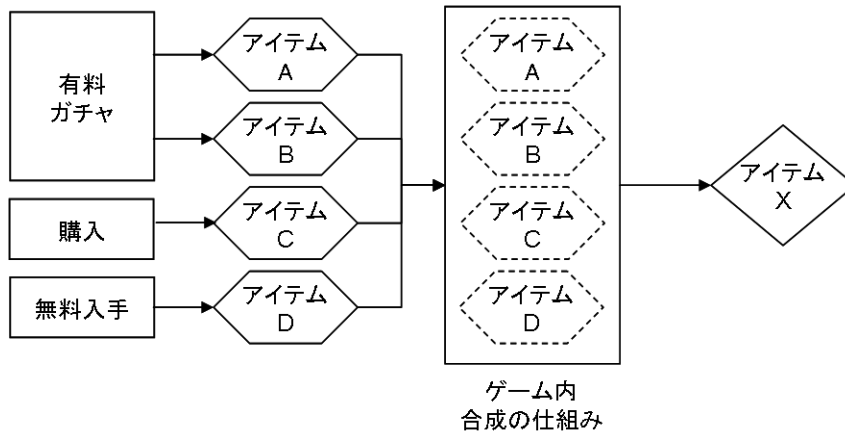 有料
ガチャ
購入
無料入手
アイテム
A
アイテム
B
アイテム
C
アイテム
D
アイテム
A
アイテム
B
アイテム
C
アイテム
D
ゲーム内
合成の仕組み
アイテム
X